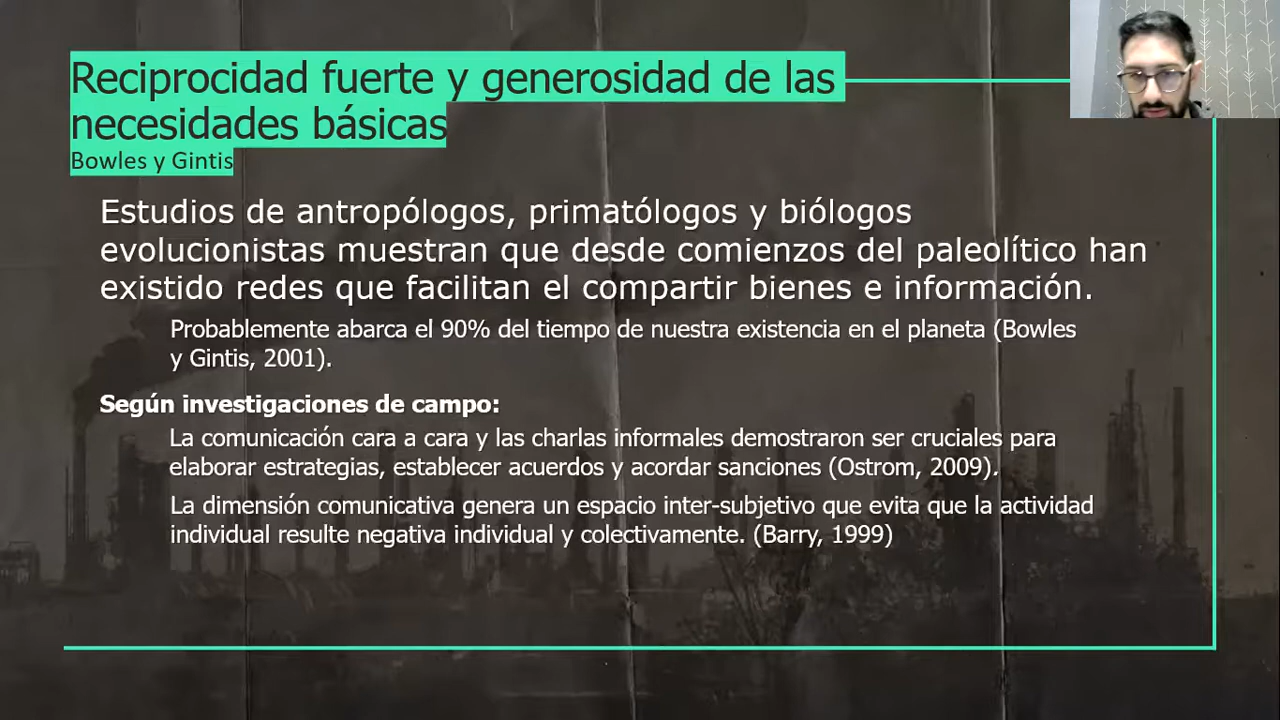 Reciprocidad fuerte y generosidad de las
necesidades básicas
Bowles y Gintis
Estudios de antropólogos, primatólogos y biólogos
evolucionistas muestran que desde comienzos del paleolítico han
existido redes que facilitan el compartir bienes e información.
Probablemente abarca el 90% del tiempo de nuestra existencia en el planeta (Bowles
y Gintis, 2001).
Según investigaciones de campo:
La comunicación cara a cara y las charlas informales demostraron ser cruciales para
elaborar estrategias, establecer acuerdos y acordar sanciones (Ostrom, 2009).
La dimensión comunicativa genera un espacio inter-subjetivo que evita que la actividad
individual resulte negativa individual y colectivamente. (Barry, 1999)